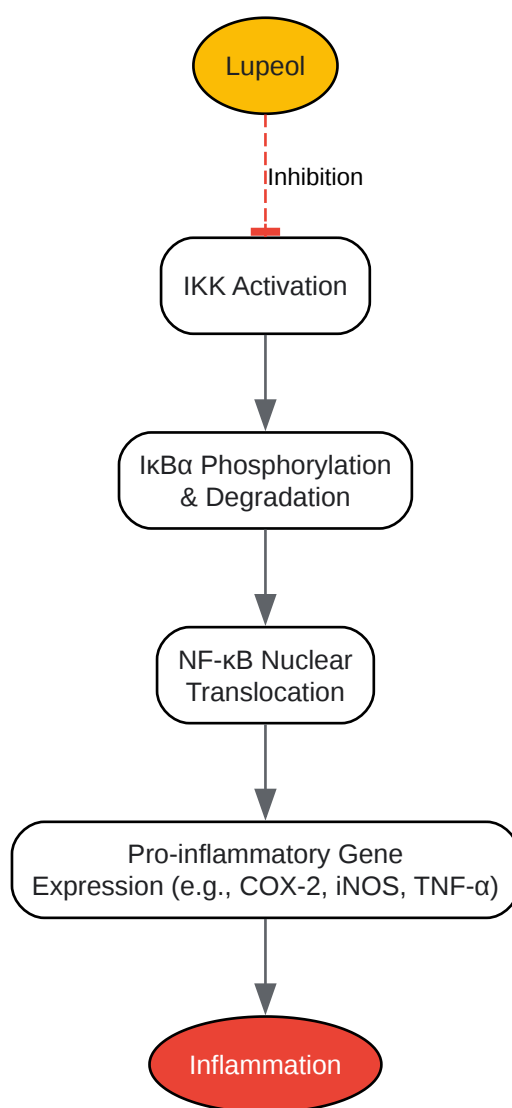 Lupeol
Inhibition
IKK Activation
IκBα Phosphorylation
& Degradation
NF-κB Nuclear
Translocation
Pro-inflammatory Gene
Expression (e.g., COX-2, iNOS, TNF-α)
Inflammation